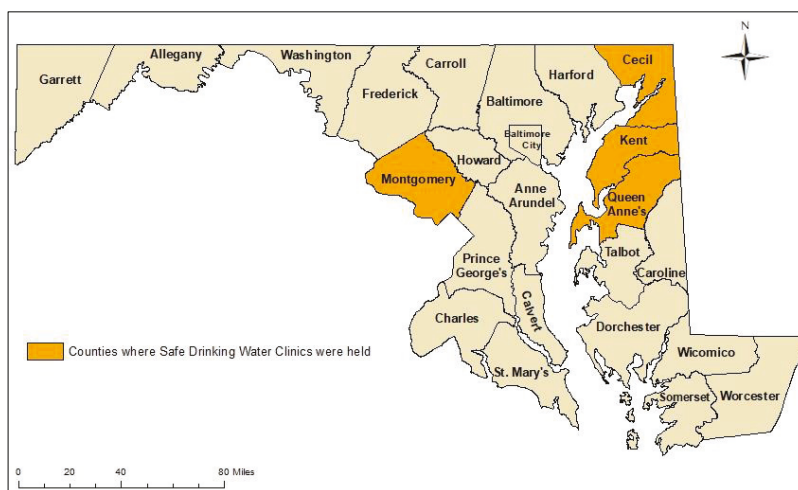 N
Garrett
Allegany
Washington
Frederick
Carroll
Baltimore
Harford
Cecil
Baltimore
City
Kent
Howard
Montgomery
Anne
Arundel
Queen
Anne's
Talbot
Caroline
Prince
George's
Calvert
Charles
St. Mary's
Dorchester
Wicomico
Somerset
Worcester
Counties where Safe Drinking Water Clinics were held
0 20 40 80 Miles